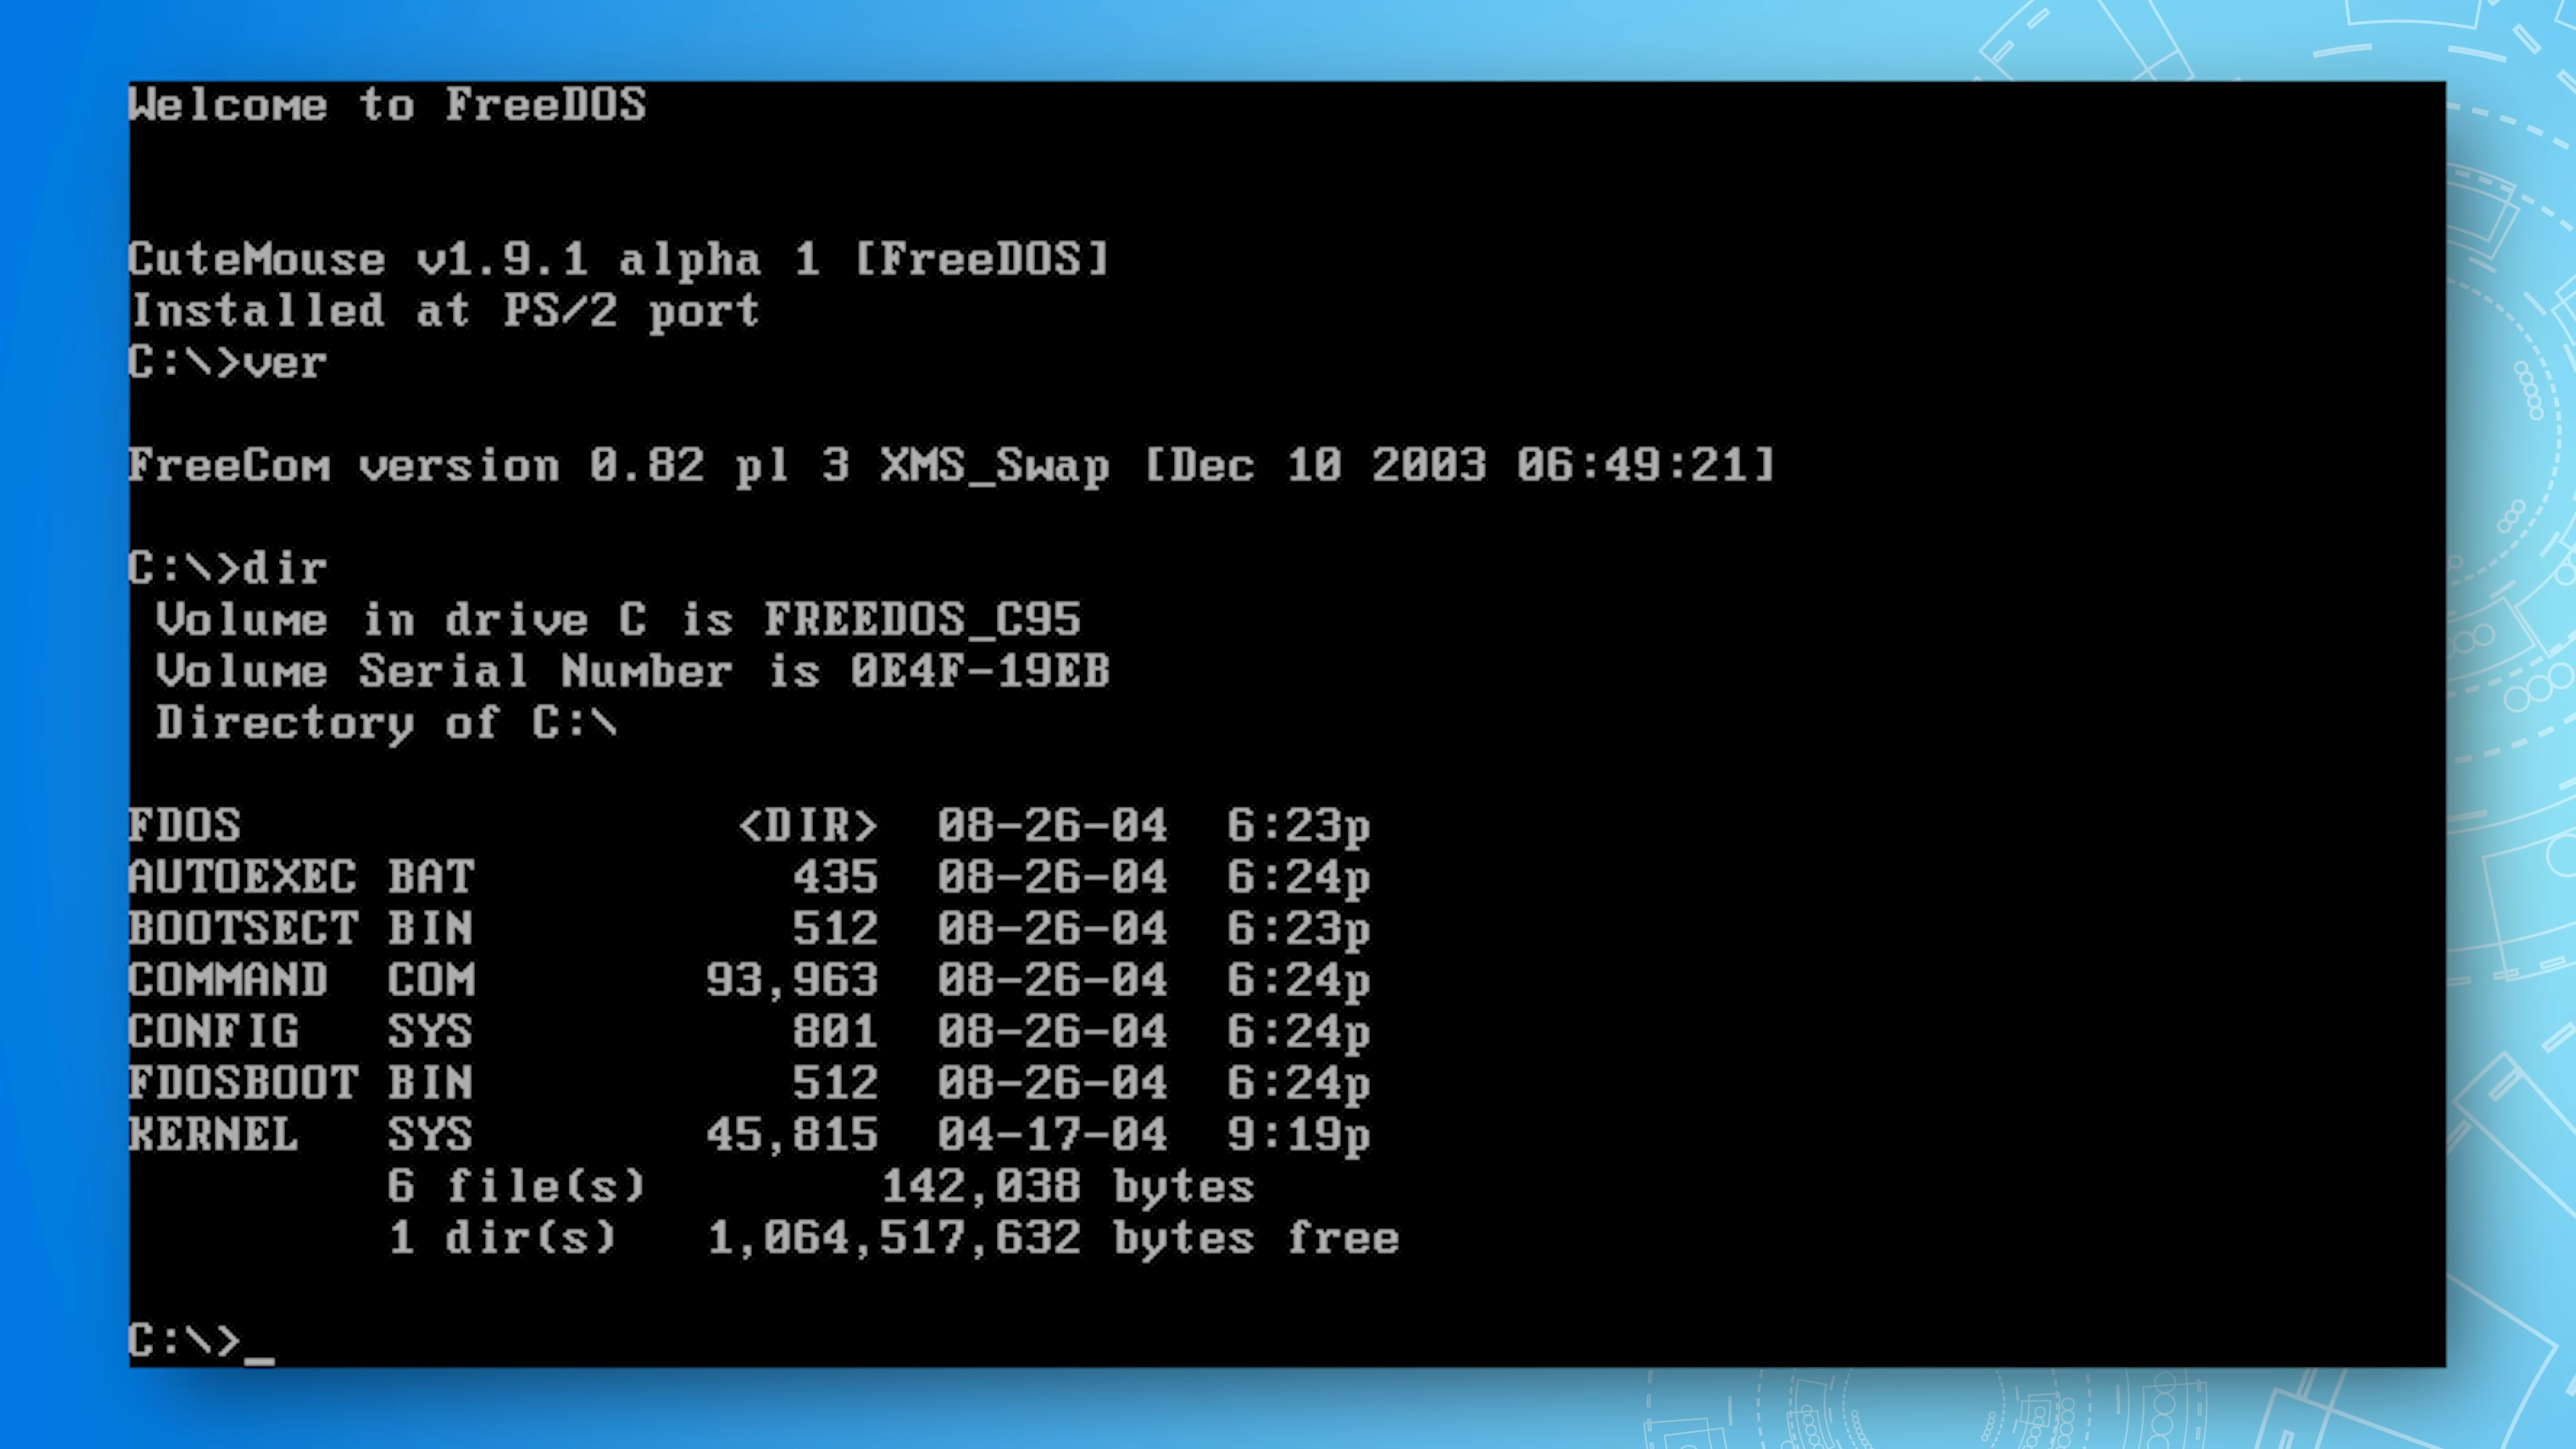 Welcome to FreeDOS
CuteMouse v1.9.1 alpha 1 [FreeDOS]
Installed at PS/2 port
C:\>ver
FreeCom version 0.82 pl 3 XMS_Swap [Dec 10 2003 06:49:21]
C:\>dir
Volume in drive C is FREEDOS_C95
Volume Serial Number is 0E4F-19EB
Directory of C:\
FDOS <DIR> 08-26-04 6:23p
AUTOEXEC BAT 435 08-26-04 6:24p
BOOTSECT BIN 512 08-26-04 6:23p
COMMAND COM 93,963 08-26-04 6:24p
CONFIG SYS 801 08-26-04 6:24p
FDOSBOOT BIN 512 08-26-04 6:24p
KERNEL SYS 45,815 04-17-04 9:19p
6 file(s) 142,038 bytes
1 dir(s) 1,064,517,632 bytes free
C:\>_